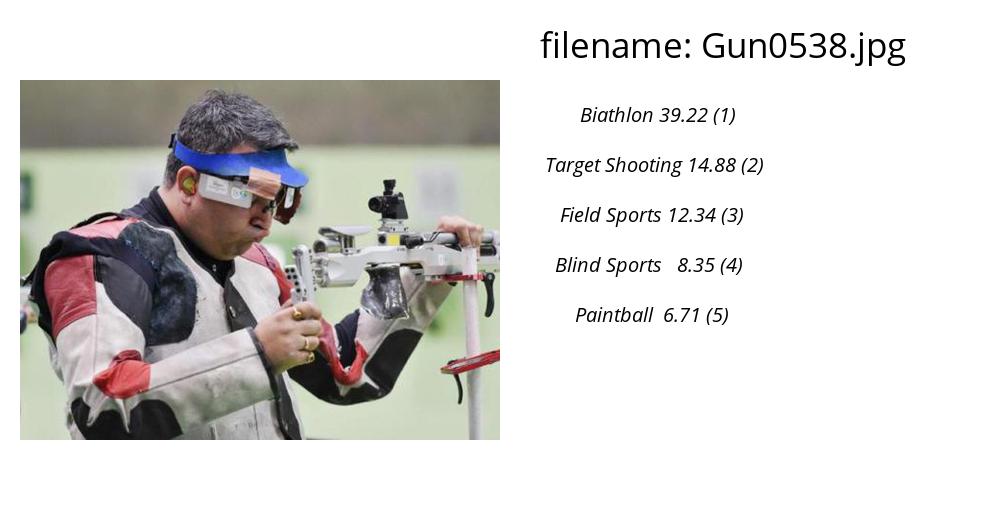 filename: Gun0538.jpg
Biathlon 39.22 (1)
Target Shooting 14.88 (2)
Field Sports 12.34 (3)
Blind Sports 8.35 (4)
Paintball 6.71 (5)